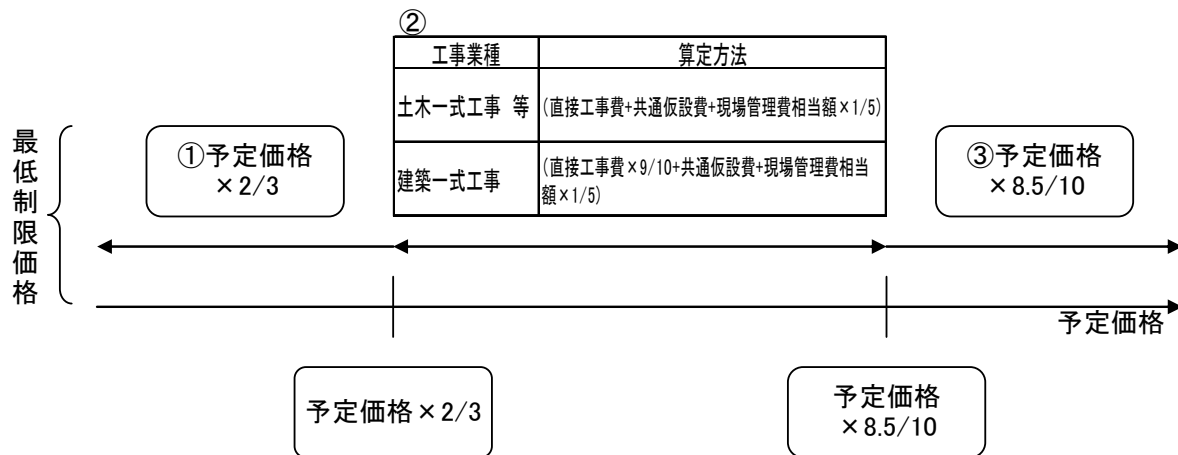 ②
工事業種 算定方法
土木一式工事 等 (直接工事費+共通仮設費+現場管理費相当額×1/5)
建築一式工事 (直接工事費×9/10+共通仮設費+現場管理費相当
額×1/5)
最低制限価格
①予定価格
×2/3
③予定価格
×8.5/10
予定価格
予定価格×2/3
予定価格
×8.5/10